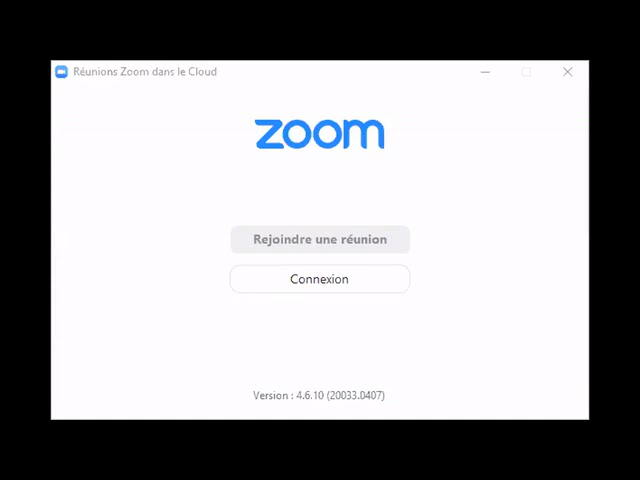 Réunions Zoom dans le Cloud
zoom
Rejoindre une réunion
Connexion
Version : 4.6.10 (20033.0407)